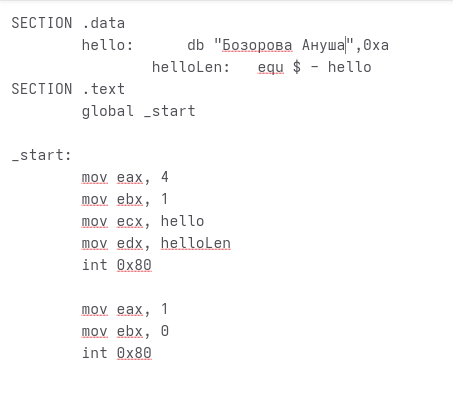 SECTION .data
hello: db "Бозорова Ануша",0xa
helloLen: equ $ - hello
SECTION .text
global _start
_start:
mov eax, 4
mov ebx, 1
mov ecx, hello
mov edx, helloLen
int 0x80
mov eax, 1
mov ebx, 0
int 0x80